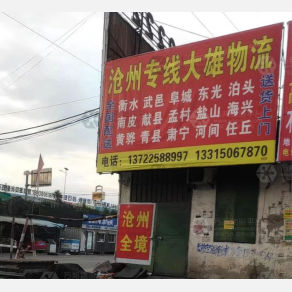 沧州专线大雄物流
衡水 武邑 阜城 东光 泊头
南皮 献县 孟村 盐山 海兴
黄骅 青县 肃宁 河间 任丘
送货上门
电话：13722588997 13315067870
沧州
全境